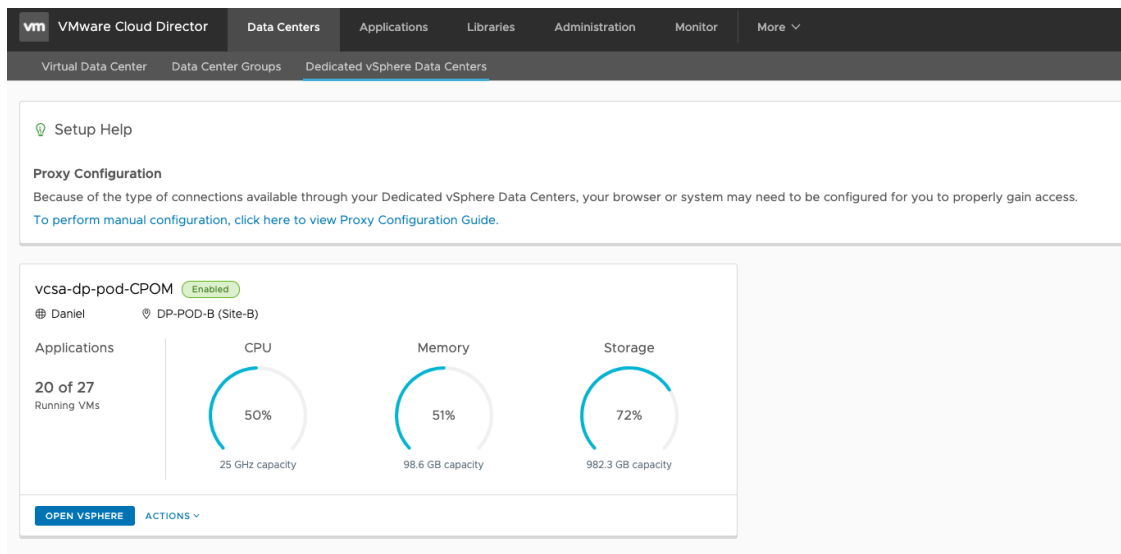 vm VMware Cloud Director Data Centers Applications Libraries Administration Monitor More
Virtual Data Center Data Center Groups Dedicated vSphere Data Centers
Setup Help
Proxy Configuration
Because of the type of connections available through your Dedicated vSphere Data Centers, your browser or system may need to be configured for you to properly gain access.
To perform manual configuration, click here to view Proxy Configuration Guide.
vcsa-dp-pod-CPOM Enabled
Daniel DP-POD-B (Site-B)
Applications CPU Memory Storage
20 of 27
Running VMs
50% 51% 72%
25 GHz capacity 98.6 GB capacity 982.3 GB capacity
OPEN VSPHERE ACTIONS